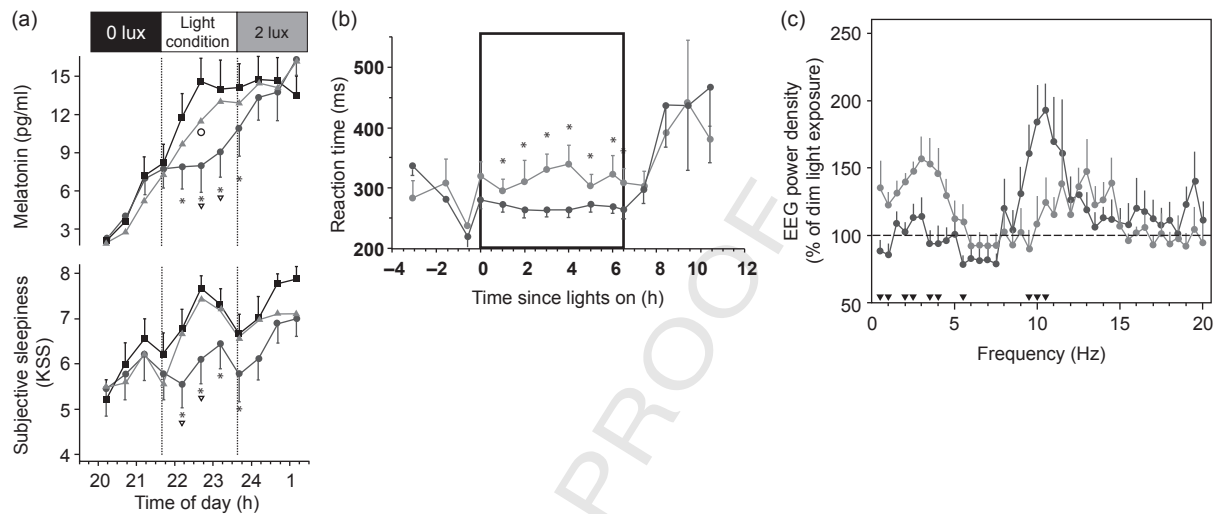 (a)
0 lux
Light
condition
2 lux
Melatonin (pg/ml)
15
12
9
6
3
Subjective sleepiness
(KSS)
8
7
6
5
4
20 21 22 23 24 1
Time of day (h)
(b)
Reaction time (ms)
500
450
400
350
300
250
200
–4 –2 0 2 4 6 8 10 12
Time since lights on (h)
(c)
EEG power density
(% of dim light exposure)
250
200
150
100
50
0 5 10 15 20
Frequency (Hz)
PROOF